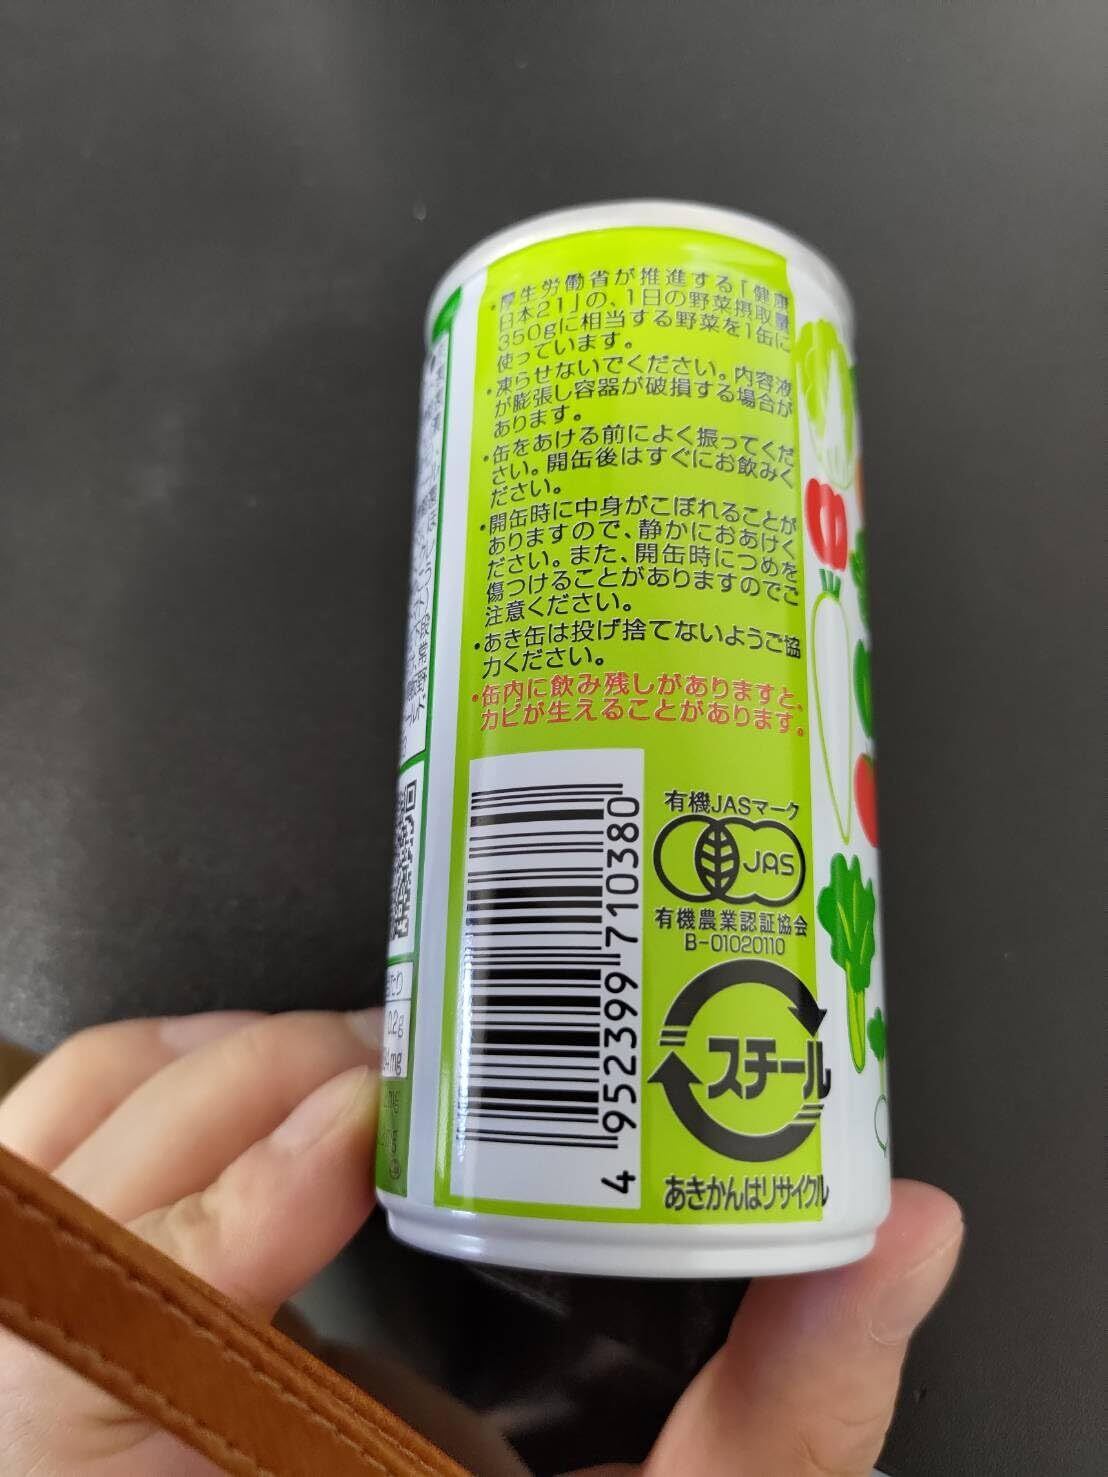 ・厚生労働省が推進する「健康
日本21」の、1日の野菜摂取量
350gに相当する野菜を1缶に
使っています。
・凍らせないでください。内容液
が膨張し容器が破損する場合が
あります。
・缶をあける前によく振ってくだ
さい。開缶後はすぐにお飲みく
ださい。
・開缶時に中身がこぼれることが
ありますので、静かにおあけく
ださい。また、開缶時につめを
傷つけることがありますのでご
注意ください。
・あき缶は投げ捨てないようご協
力ください。
・缶内に飲み残しがありますと、
カビが生えることがあります。
4952399710380
有機JASマーク
JAS
有機農業認証協会
B-01020110
スチール
あきかんはリサイクル